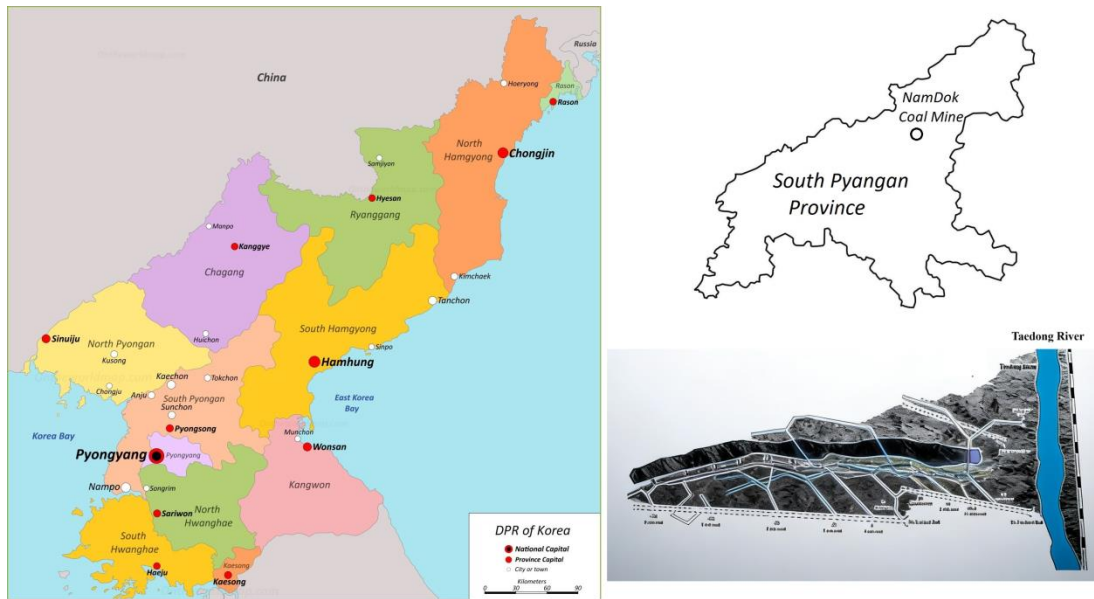 China
Russia
Hoeryong
Rason
Rason
North
Hamgyong
Chongjin
Samjiyon
Hyesan
Ryanggang
Manpo
Kanggye
Chagang
Kimchaek
Tanchon
South Hamgyong
Sinuiju
North Pyongan
Huichon
Kusong
Sinpo
Hamhung
Chongju
Kaechon
Tokchon
Anju
South Pyongan
Sunchon
East Korea
Bay
Korea Bay
Pyongsong
Munchon
Wonsan
Pyongyang
Pyongyang
Kangwon
Nampo
Songrim
North
Hwanghae
Sariwon
South
Hwanghae
Haeju
Kaesong
Kaesong
DPR of Korea
National Capital
Province Capital
City or town
Kilometers
0 30 60 90
NamDok
Coal Mine
South Pyangan
Province
Taedong River